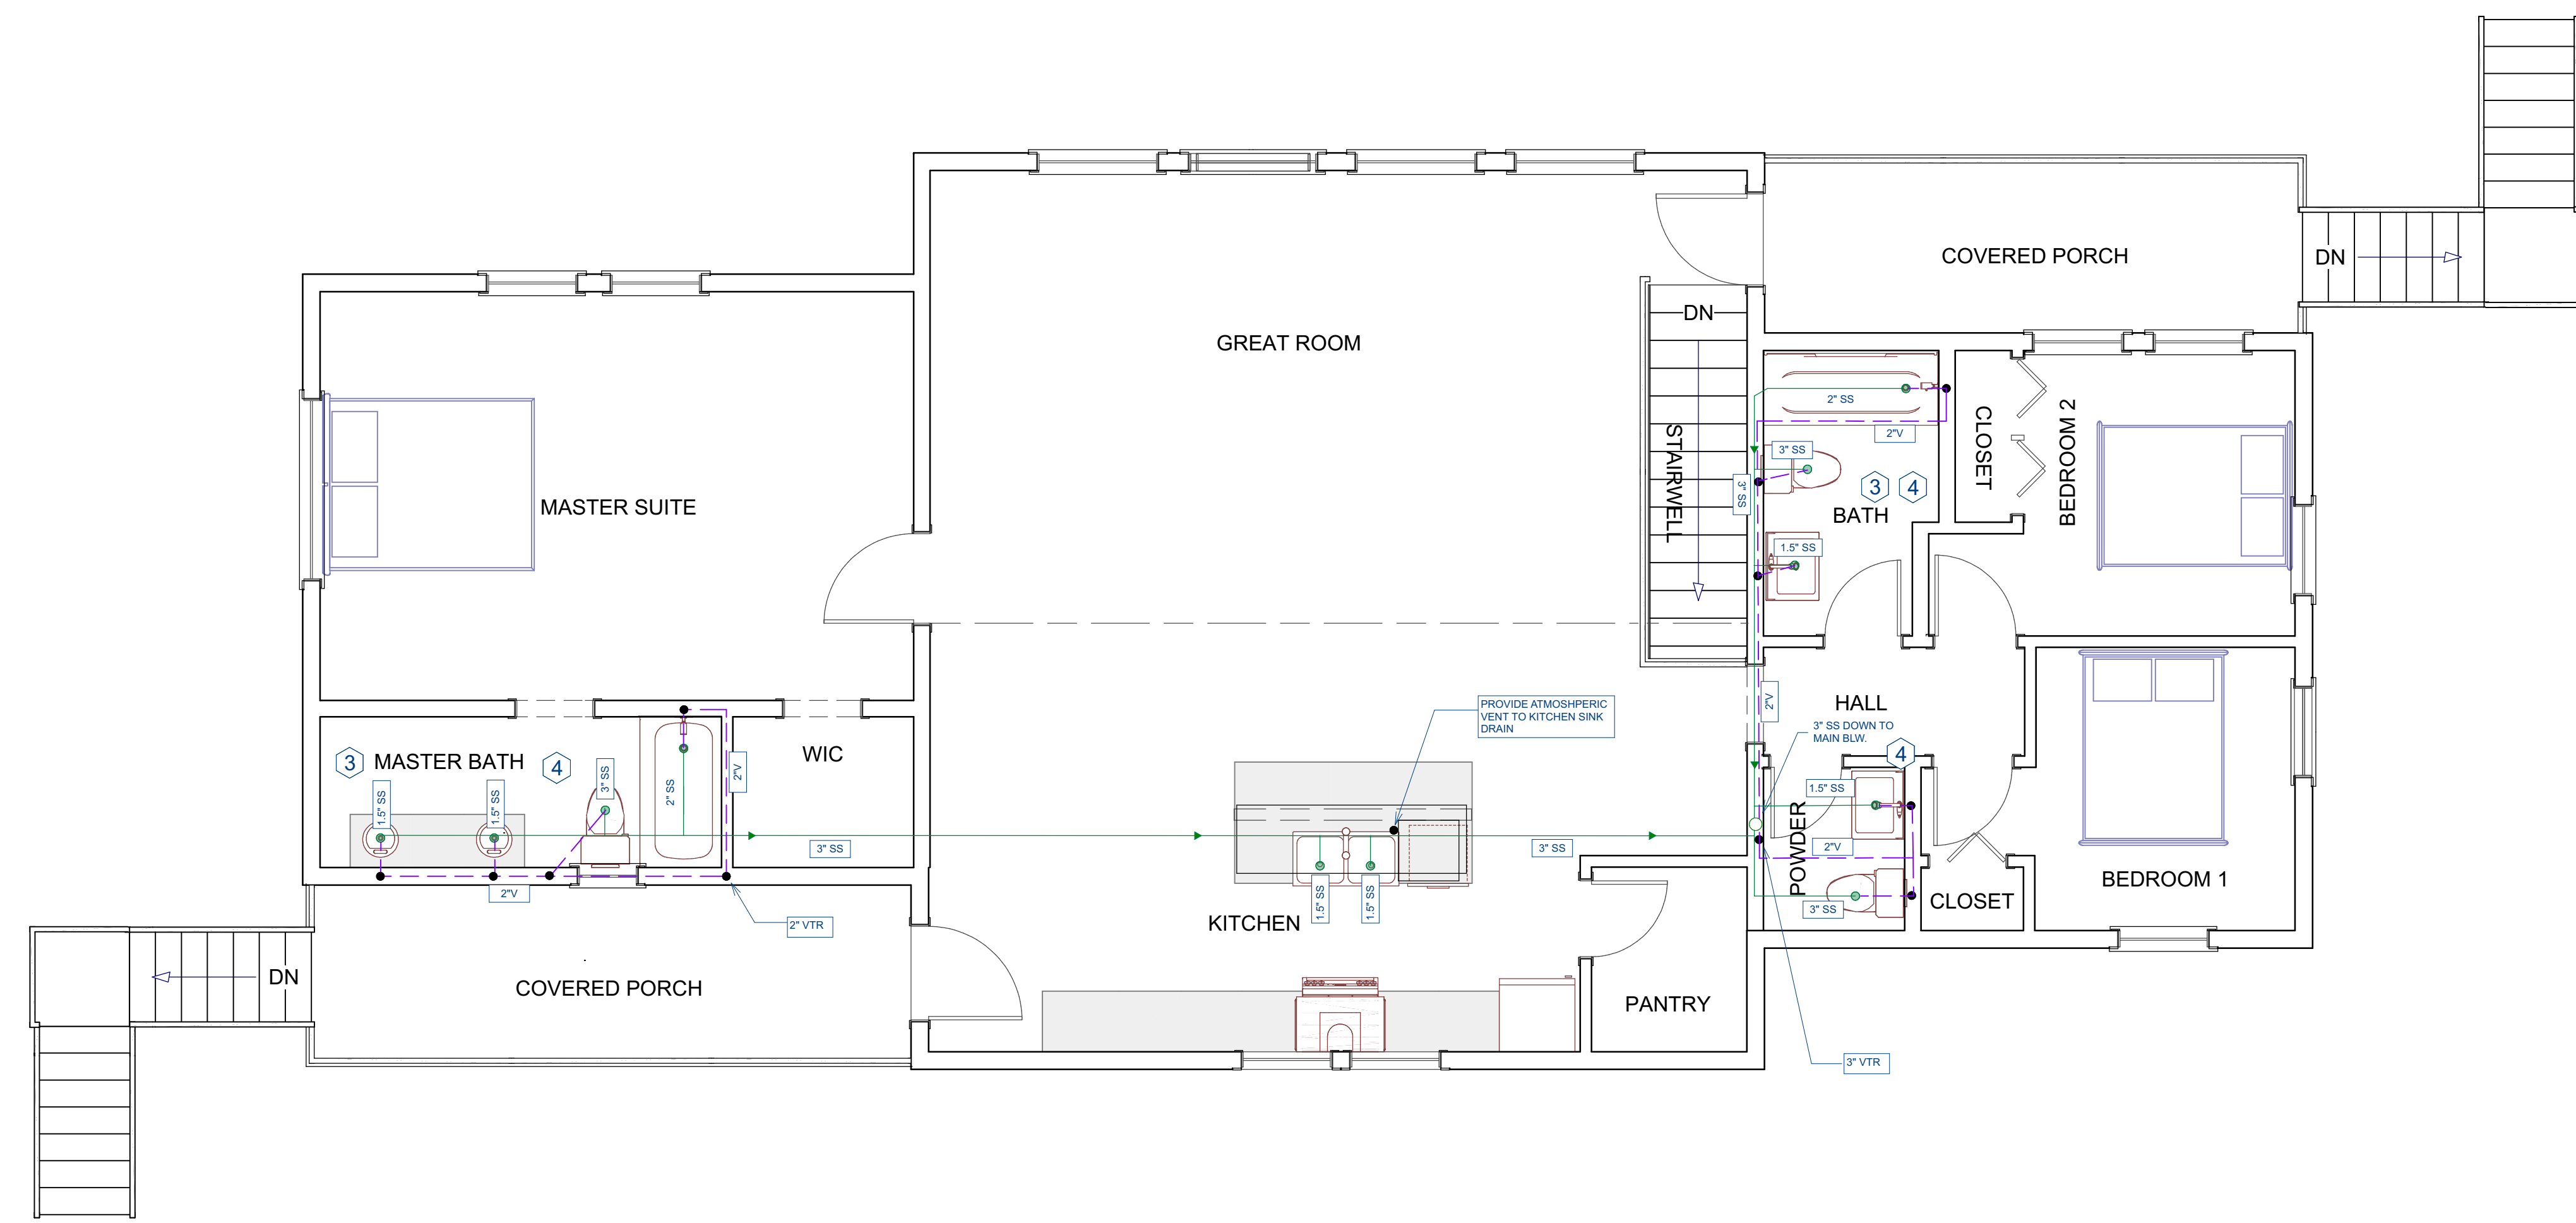 COVERED PORCH
DN
DN
GREAT ROOM
2" SS
2"V
3" SS
CLOSET
BEDROOM 2
STAIRWELL
3" SS
3
4
BATH
MASTER SUITE
1.5" SS
PROVIDE ATMOSHPERIC
VENT TO KITCHEN SINK
DRAIN
2"V
HALL
3" SS DOWN TO
MAIN BLW.
4
3
MASTER BATH
4
3" SS
2" SS
2"V
WIC
1.5" SS
1.5" SS
1.5" SS
POWDER
2"V
3" SS
3" SS
2"V
1.5" SS
1.5" SS
3" SS
CLOSET
BEDROOM 1
2" VTR
KITCHEN
DN
COVERED PORCH
PANTRY
3" VTR